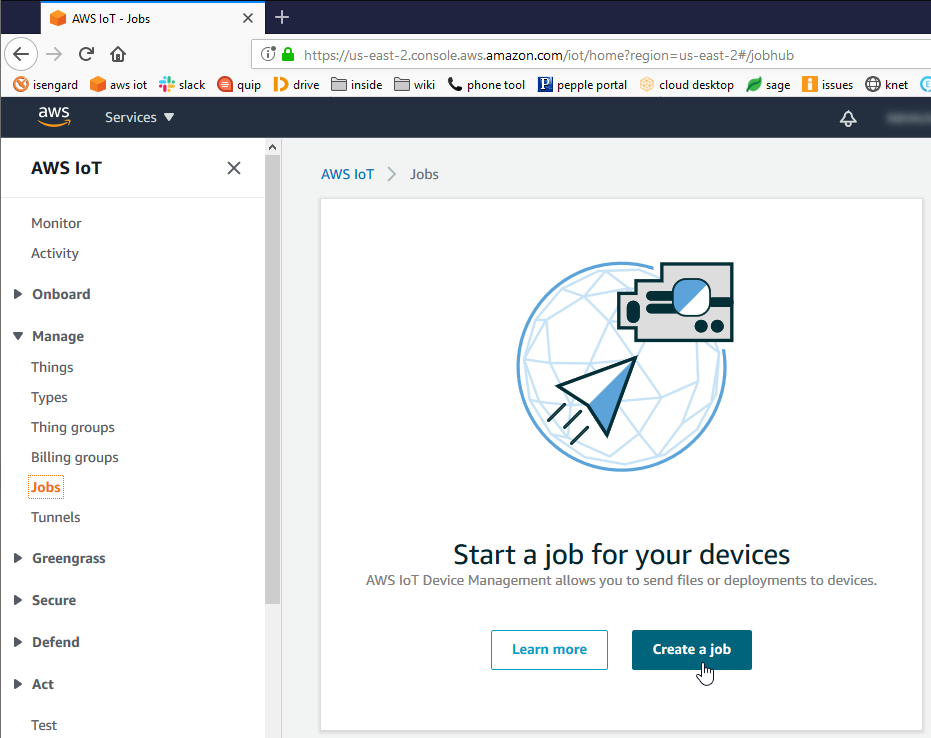 AWS IoT - Jobs
https://us-east-2.console.aws.amazon.com/iot/home?region=us-east-2#/jobhub
isengard aws iot slack quip drive inside wiki phone tool pepple portal cloud desktop sage issues knet
aws Services
AWS IoT
Monitor
Activity
Onboard
Manage
Things
Types
Thing groups
Billing groups
Jobs
Tunnels
Greengrass
Secure
Defend
Act
Test
AWS IoT > Jobs
Start a job for your devices
AWS IoT Device Management allows you to send files or deployments to devices.
Learn more Create a job